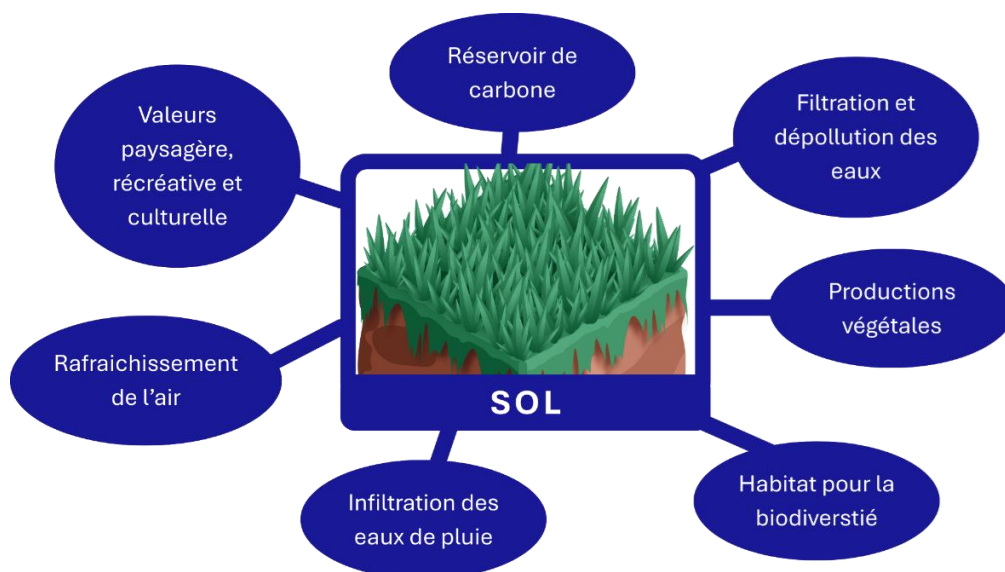 Réservoir de
carbone
Valeurs
paysagère,
récréative et
culturelle
Filtration et
dépollution des
eaux
Productions
végétales
Rafraichissement
de l'air
SOL
Infiltration des
eaux de pluie
Habitat pour la
biodiverstié